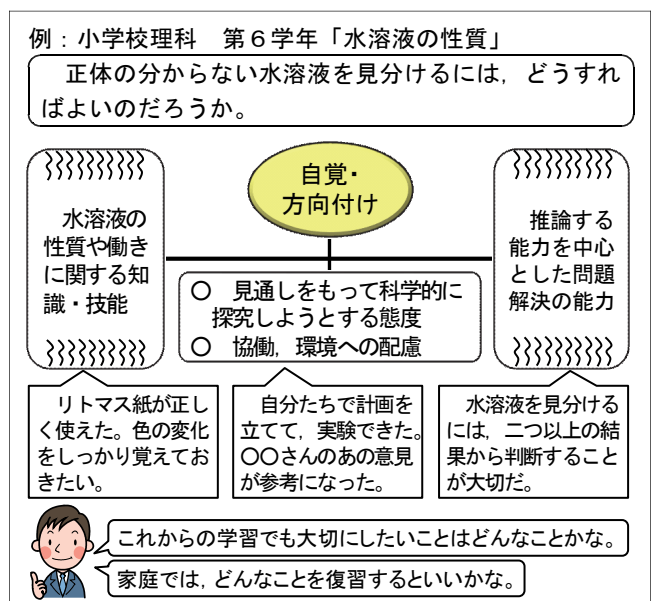 例：小学校理科　第６学年「水溶液の性質」
正体の分からない水溶液を見分けるには，どうすれ
ばよいのだろうか。
水溶液の
性質や働き
に関する知
識・技能
自覚・
方向付け
○　見通しをもって科学的に
探究しようとする態度
○　協働，環境への配慮
推論する
能力を中心
とした問題
解決の能力
リトマス紙が正し
く使えた。色の変化
をしっかり覚えてお
きたい。
自分たちで計画を
立てて，実験できた。
○○さんのあの意見
が参考になった。
水溶液を見分ける
には，二つ以上の結
果から判断すること
が大切だ。
これからの学習でも大切にしたいことはどんなことかな。
家庭では，どんなことを復習するといいかな。